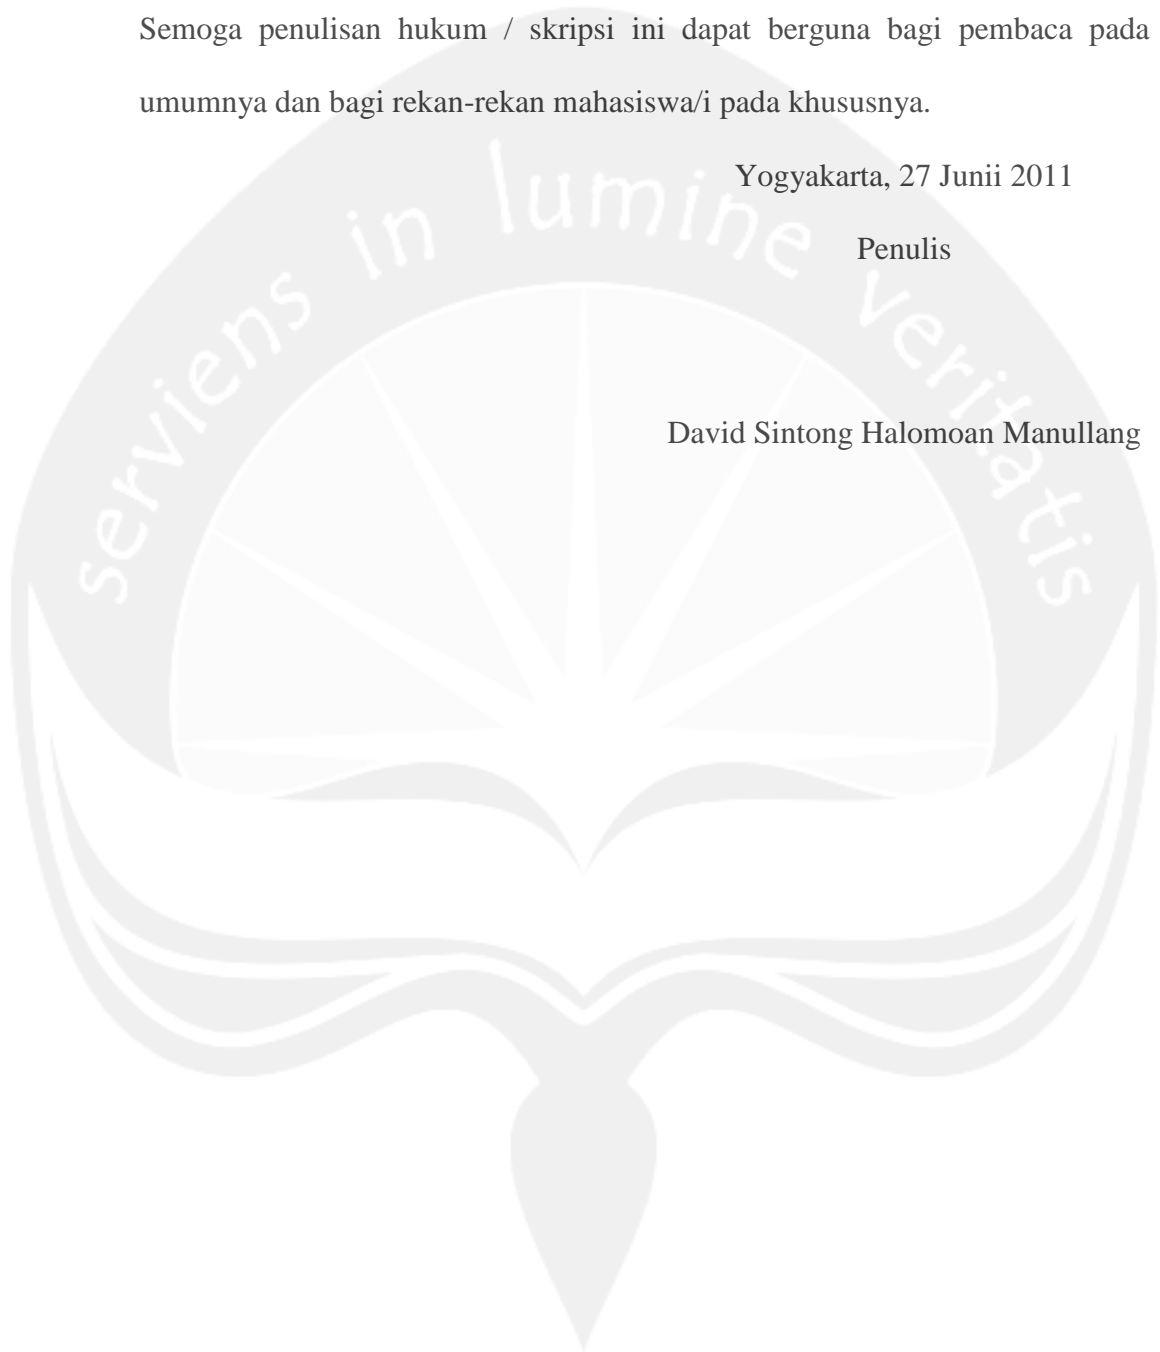 Semoga penulisan hukum / skripsi ini dapat berguna bagi pembaca pada
umumnya dan bagi rekan-rekan mahasiswa/i pada khususnya.
Yogyakarta, 27 Junii 2011
Penulis
David Sintong Halomoan Manullang
serviens in lumine veritatis